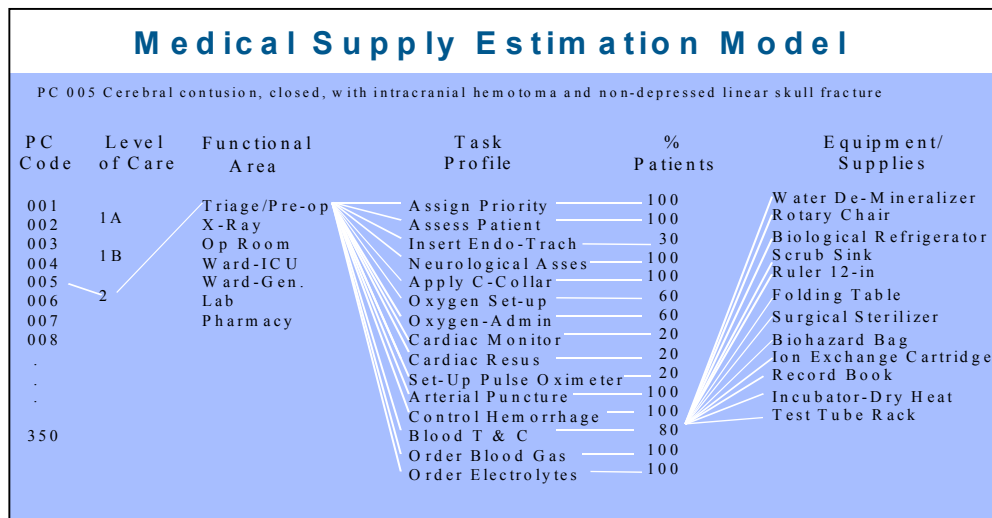 Medical Supply Estimation Model
PC 005 Cerebral contusion, closed, with intracranial hemotoma and non-depressed linear skull fracture
PC Code
Level of Care
Functional Area
Task Profile
% Patients
Equipment/ Supplies
001
002
003
004
005
006
007
008
.
.
.
350
1A
1B
2
Triage/Pre-op
X-Ray
Op Room
Ward-ICU
Ward-Gen.
Lab
Pharmacy
Assign Priority
Assess Patient
Insert Endo-Trach
Neurological Asses
Apply C-Collar
Oxygen Set-up
Oxygen-Admin
Cardiac Monitor
Cardiac Resus
Set-Up Pulse Oximeter
Arterial Puncture
Control Hemorrhage
Blood T & C
Order Blood Gas
Order Electrolytes
100
100
30
100
100
60
60
20
20
20
100
100
80
100
100
Water De-Mineralizer
Rotary Chair
Biological Refrigerator
Scrub Sink
Ruler 12-in
Folding Table
Surgical Sterilizer
Biohazard Bag
Ion Exchange Cartridge
Record Book
Incubator-Dry Heat
Test Tube Rack